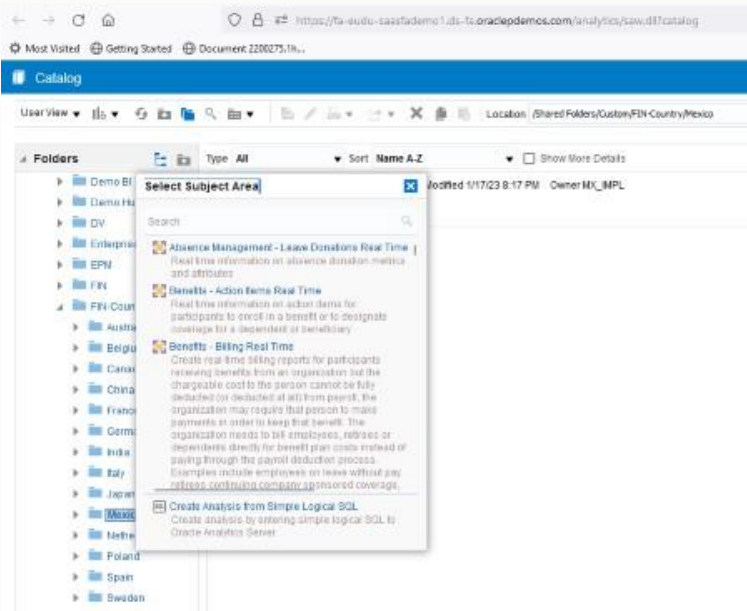 https://fa-eudu-saasfademo1.ds-fa.oraclepdemos.com/analytics/saw.dll?catalog
Most Visited Getting Started Document 2200275.1h...
Catalog
User View Location /Shared Folders/Custom/FIN-Country/Mexico
Folders Type All Sort Name A-Z Show More Details
Demo BI
Select Subject Area
Modified 1/17/23 8:17 PM Owner MX_IMPL
Demo Hu
Search
DV
Absence Management - Leave Donations Real Time
Enterpris
Real time information on absence donation metrics
and attributes
EPM
Benefits - Action Items Real Time
FIN
Real time information on action items for
participants to enroll in a benefit or to designate
coverage for a dependent or beneficiary
FIN-Coun
Austra
Benefits - Billing Real Time
Belgiu
Create real-time billing reports for participants
receiving benefits from an organization but the
Canad
chargeable cost to the person cannot be fully
deducted (or deducted at all) from payroll, the
China
organization may require that person to make
payments in order to keep that benefit. The
Franc
organization needs to bill employees, retirees or
Germ
dependents directly for benefit plan costs instead of
India
paying through the payroll deduction process.
Italy
Examples include employees on leave without pay
retirees continuing company sponsored coverage,
Japan
Create Analysis from Simple Logical SQL
Mexic
Create analysis by entering simple logical SQL to
Oracle Analytics Server
Nethe
Poland
Spain
Sweden